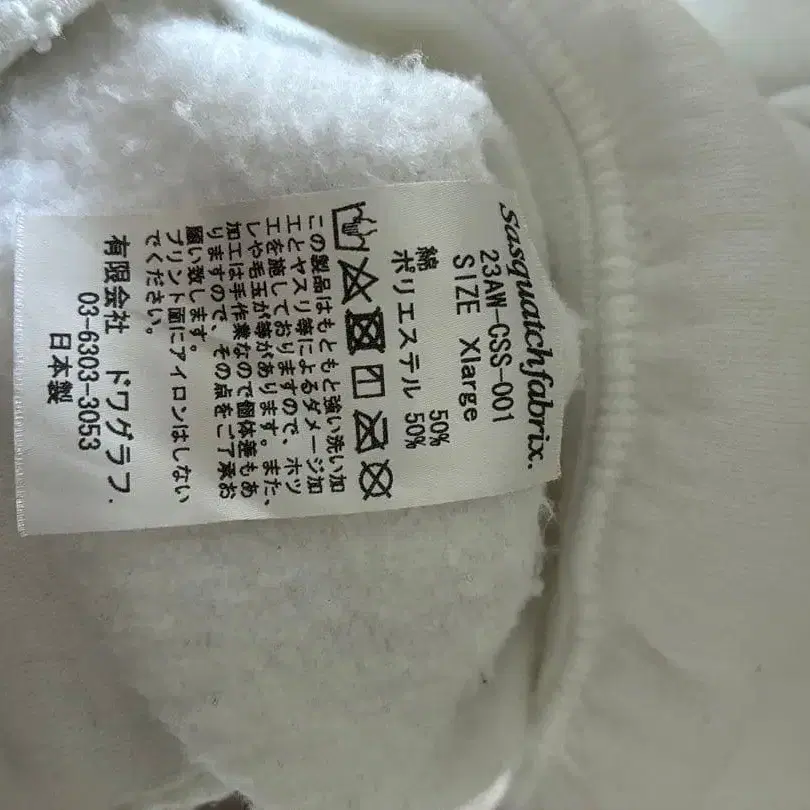 Sasquatchfabrix.
23AW-CSS-001
SIZE Xlarge
綿 50%
ポリエステル 50%
この製品はもともと強い洗い加
工とヤスリ等によるダメージ加
工を施しておりますので、ホツ
しや毛玉が等があります。また、
加工は手作業なので個体差もあ
りますので、その点をご了承お
願い致します。
プリント面にアイロンはしない
でください。
有限会社 ドワグラフ.
03-6303-3053
日本製